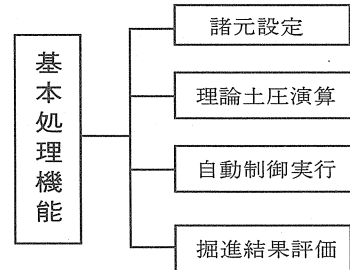 基本処理機能
諸元設定
理論土圧演算
自動制御実行
掘進結果評価